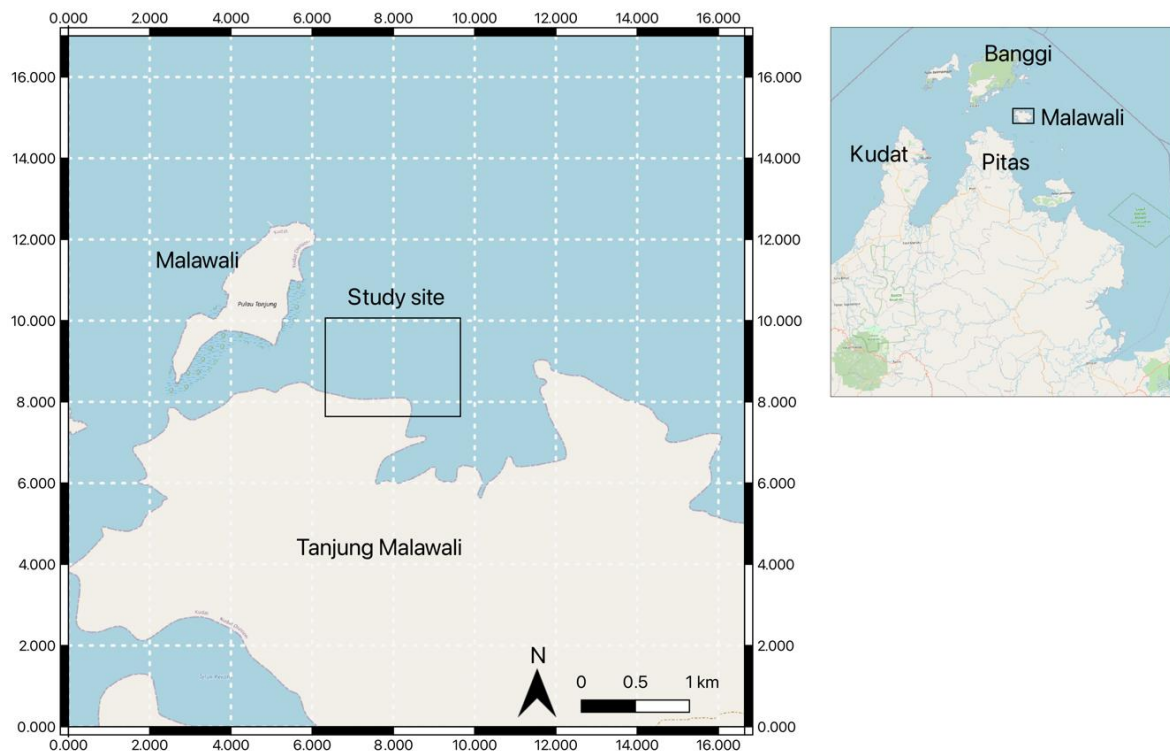 0.000 2.000 4.000 6.000 8.000 10.000 12.000 14.000 16.000
16.000 16.000
14.000 14.000
12.000 12.000
Malawali
Pulau Tanjung
Study site
10.000 10.000
8.000 8.000
6.000 6.000
Tanjung Malawali
4.000 4.000
2.000 2.000
N
0 0.5 1 km
0.000 0.000
0.000 2.000 4.000 6.000 8.000 10.000 12.000 14.000 16.000
Banggi
Malawali
Kudat
Pitas